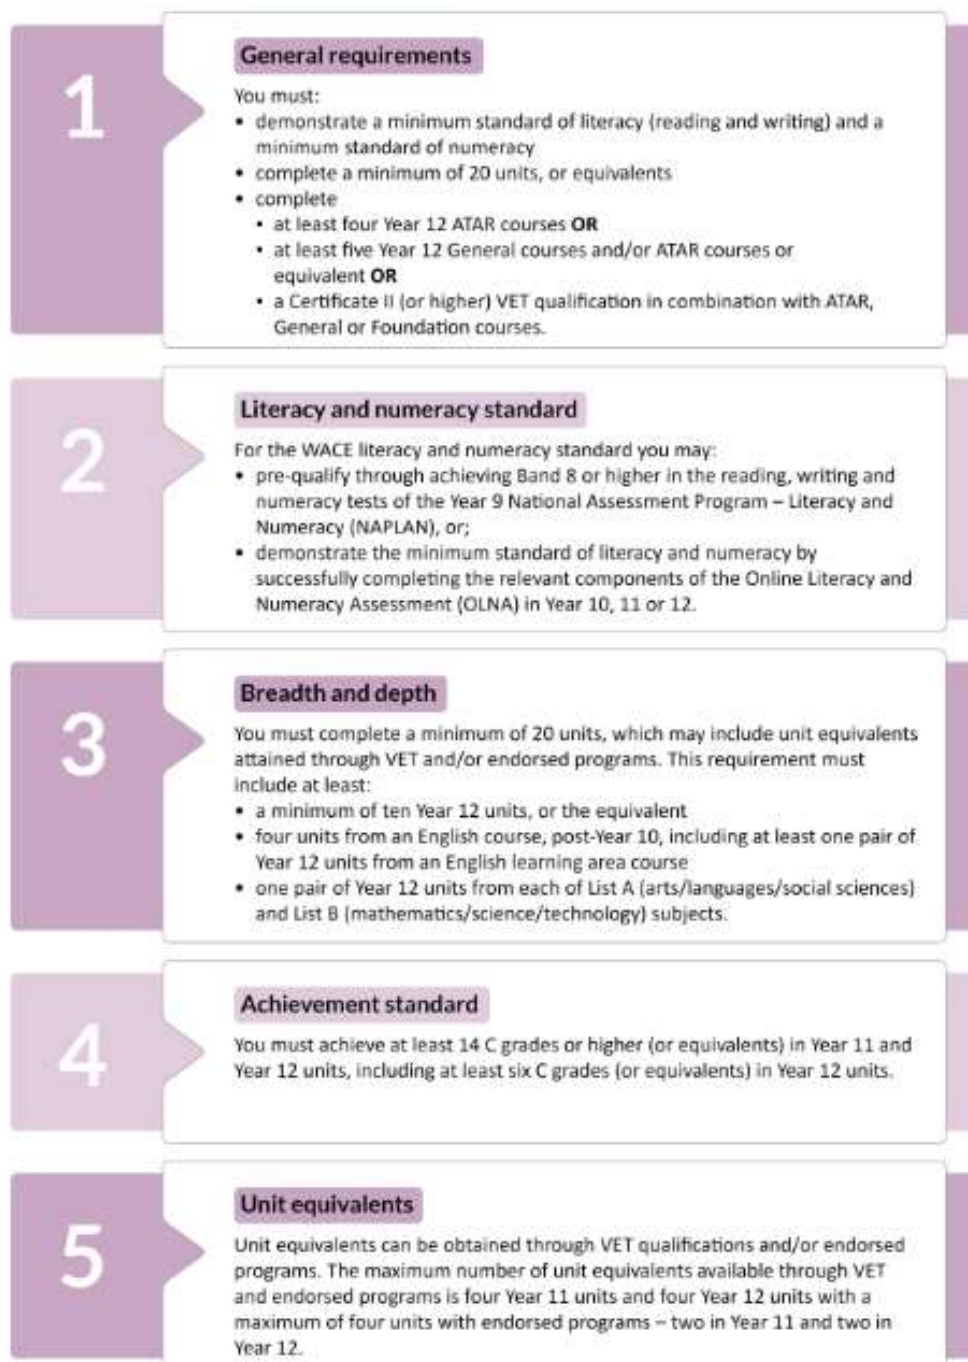 1
General requirements
You must:
• demonstrate a minimum standard of literacy (reading and writing) and a
minimum standard of numeracy
• complete a minimum of 20 units, or equivalents
• complete
• at least four Year 12 ATAR courses OR
• at least five Year 12 General courses and/or ATAR courses or
equivalent OR
• a Certificate II (or higher) VET qualification in combination with ATAR,
General or Foundation courses.
2
Literacy and numeracy standard
For the WACE literacy and numeracy standard you may:
• pre-qualify through achieving Band 8 or higher in the reading, writing and
numeracy tests of the Year 9 National Assessment Program – Literacy and
Numeracy (NAPLAN), or;
• demonstrate the minimum standard of literacy and numeracy by
successfully completing the relevant components of the Online Literacy and
Numeracy Assessment (OLNA) in Year 10, 11 or 12.
3
Breadth and depth
You must complete a minimum of 20 units, which may include unit equivalents
attained through VET and/or endorsed programs. This requirement must
include at least:
• a minimum of ten Year 12 units, or the equivalent
• four units from an English course, post-Year 10, including at least one pair of
Year 12 units from an English learning area course
• one pair of Year 12 units from each of List A (arts/languages/social sciences)
and List B (mathematics/science/technology) subjects.
4
Achievement standard
You must achieve at least 14 C grades or higher (or equivalents) in Year 11 and
Year 12 units, including at least six C grades (or equivalents) in Year 12 units.
5
Unit equivalents
Unit equivalents can be obtained through VET qualifications and/or endorsed
programs. The maximum number of unit equivalents available through VET
and endorsed programs is four Year 11 units and four Year 12 units with a
maximum of four units with endorsed programs – two in Year 11 and two in
Year 12.